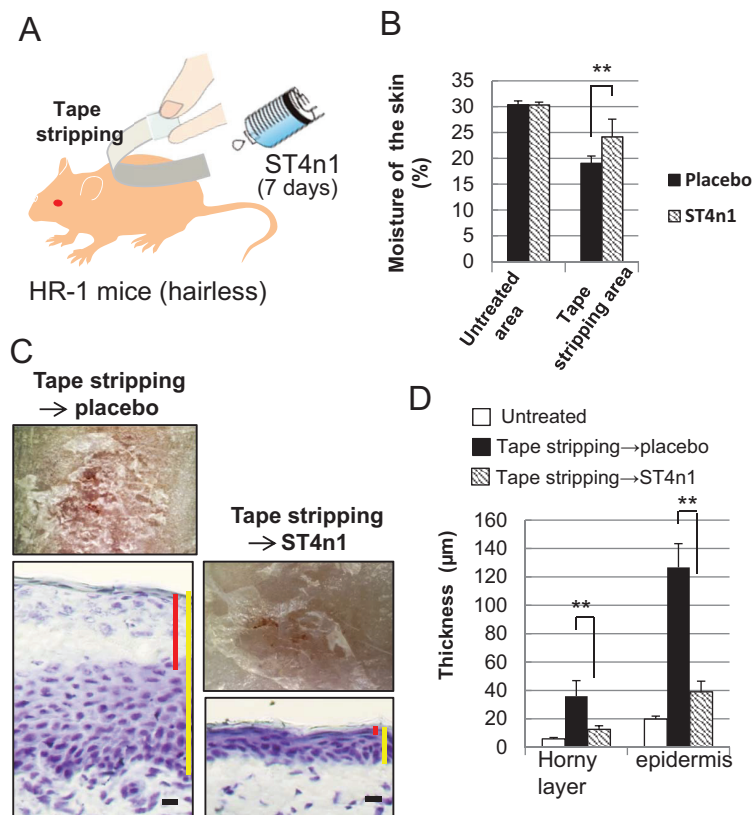 A
Tape
stripping
ST4n1
(7 days)
HR-1 mice (hairless)
B
**
Moisture of the skin
(%)
35
30
25
20
15
10
5
0
Untreated
area
Tape
stripping area
Placebo
ST4n1
C
Tape stripping
→ placebo
Tape stripping
→ ST4n1
D
Untreated
Tape stripping→placebo
Tape stripping→ST4n1
**
**
Thickness (µm)
160
140
120
100
80
60
40
20
0
Horny
layer
epidermis